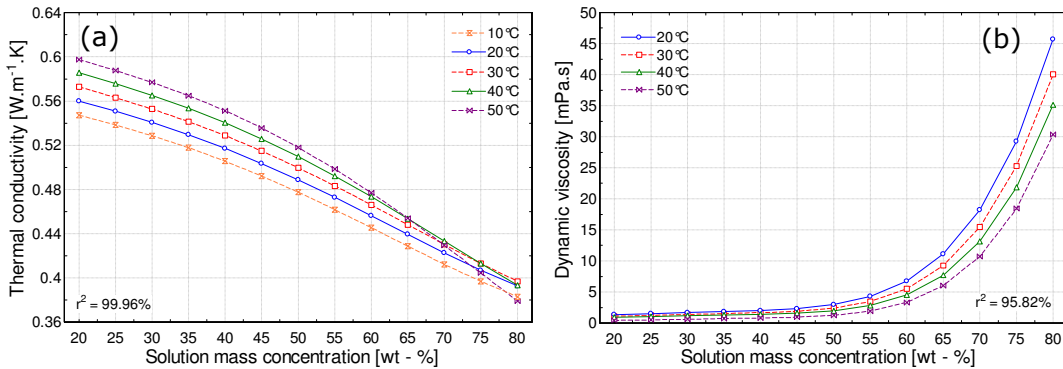 (a)
Thermal conductivity [W.m-1.K]
0.64
0.6
0.56
0.52
0.48
0.44
0.4
0.36
10°C
20°C
30°C
40°C
50°C
r2 = 99.96%
20 25 30 35 40 45 50 55 60 65 70 75 80
Solution mass concentration [wt - %]
(b)
Dynamic viscosity [mPa.s]
50
45
40
35
30
25
20
15
10
5
0
20°C
30°C
40°C
50°C
r2 = 95.82%
20 25 30 35 40 45 50 55 60 65 70 75 80
Solution mass concentration [wt - %]